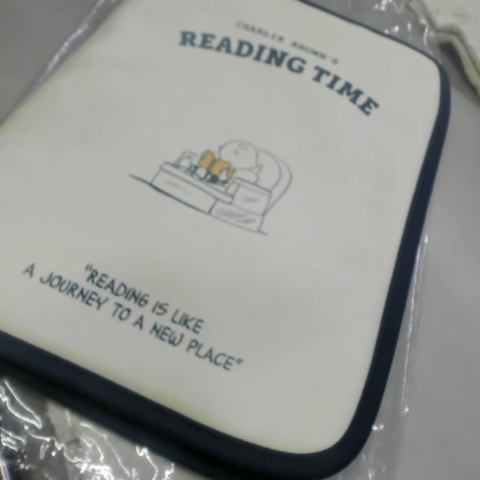 CHARLIE BROWN'S
READING TIME
"READING IS LIKE
A JOURNEY TO A NEW PLACE"